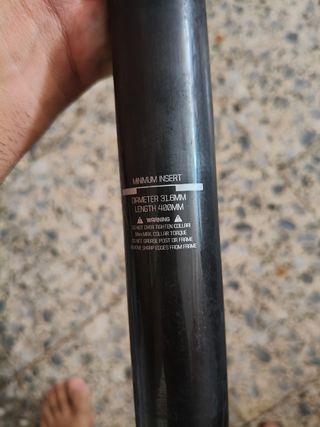 MINIMUM INSERT
DIAMETER 31.6MM
LENGTH 400MM
WARNING
DO NOT OVER TIGHTEN COLLAR
MAX. COLLAR TORQUE
DO NOT GREASE POST OR FRAME
REMOVE SHARP EDGES FROM FRAME